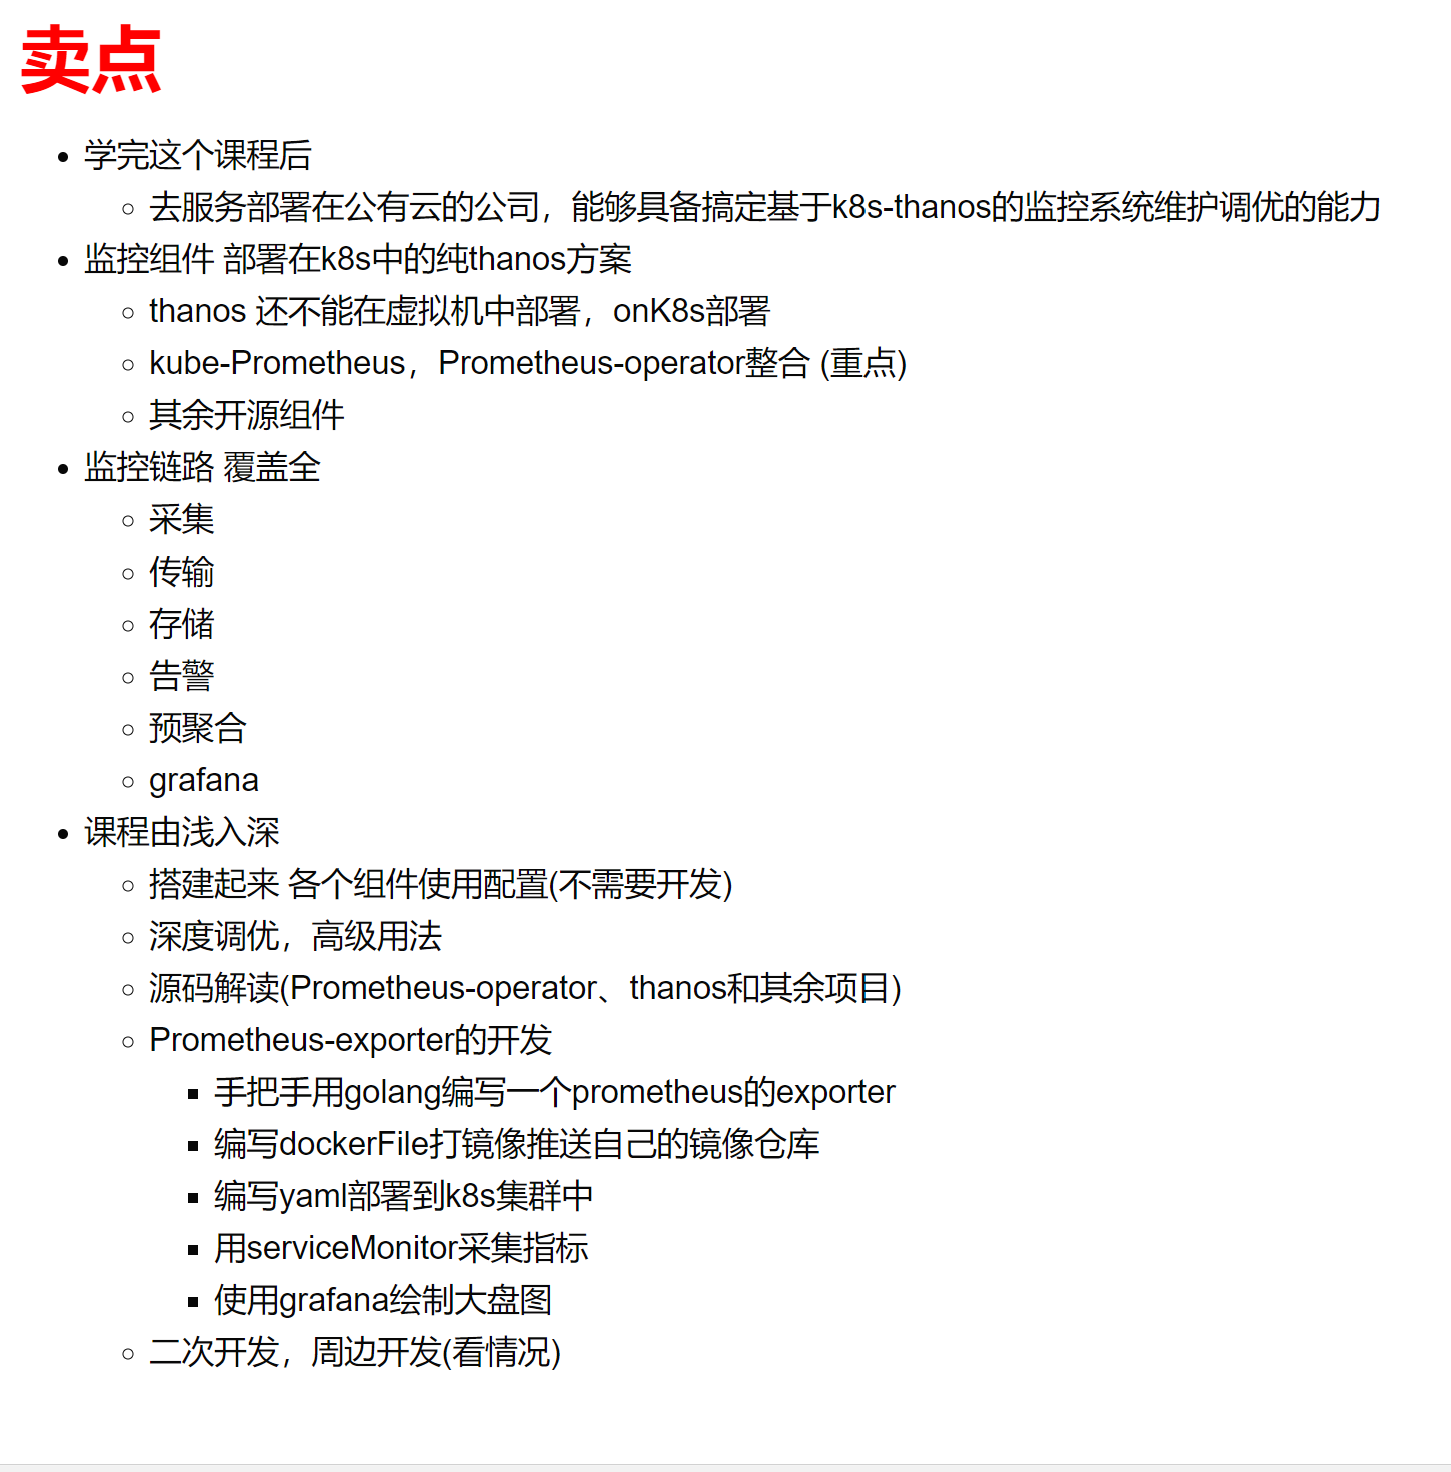 卖点
学完这个课程后
去服务部署在公有云的公司，能够具备搞定基于k8s-thanos的监控系统维护调优的能力
监控组件 部署在k8s中的纯thanos方案
thanos 还不能在虚拟机中部署，onK8s部署
kube-Prometheus，Prometheus-operator整合 (重点)
其余开源组件
监控链路 覆盖全
采集
传输
存储
告警
预聚合
grafana
课程由浅入深
搭建起来 各个组件使用配置(不需要开发)
深度调优，高级用法
源码解读(Prometheus-operator、thanos和其余项目)
Prometheus-exporter的开发
手把手用golang编写一个prometheus的exporter
编写dockerFile打镜像推送自己的镜像仓库
编写yaml部署到k8s集群中
用serviceMonitor采集指标
使用grafana绘制大盘图
二次开发，周边开发(看情况)